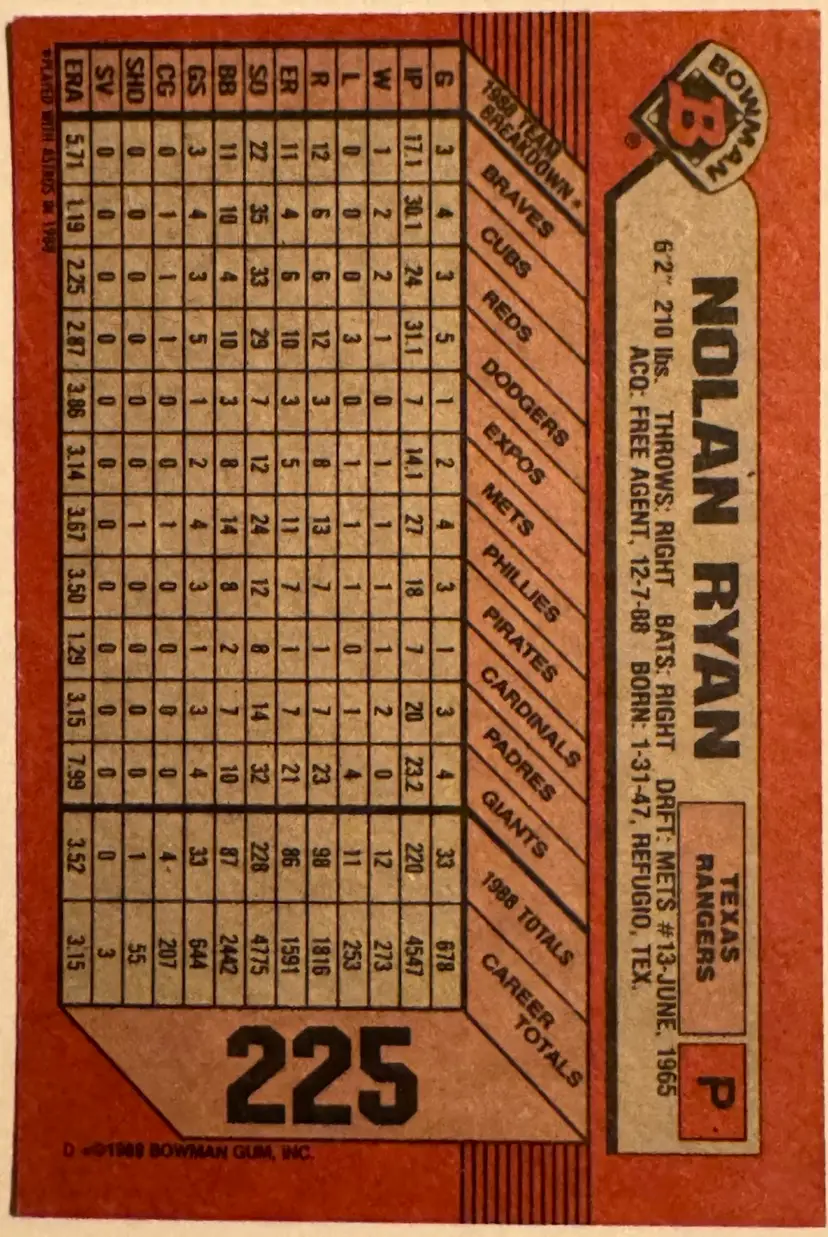 BOWMAN
B
®
NOLAN RYAN
TEXAS
RANGERS
P
6'2" 210 lbs. THROWS: RIGHT BATS: RIGHT DRFT: METS #13-JUNE, 1965
ACQ: FREE AGENT, 12-7-88 BORN: 1-31-47, REFUGIO, TEX.
1988 TEAM
BREAKDOWN*
BRAVES CUBS REDS DODGERS EXPOS METS PHILLIES PIRATES CARDINALS PADRES GIANTS 1988 TOTALS CAREER TOTALS
G 3 4 3 5 1 2 4 3 1 3 4 33 678
IP 17.1 30.1 24 31.1 7 14.1 27 18 7 20 23.2 220 4547
W 1 2 2 1 0 1 1 1 1 2 0 12 273
L 0 0 0 3 0 1 1 1 0 1 4 11 253
R 12 6 6 12 3 8 13 7 1 7 23 98 1816
ER 11 4 6 10 3 5 11 7 1 7 21 86 1591
SO 22 35 33 29 7 12 24 12 8 14 32 228 4775
BB 11 10 4 10 3 8 14 8 2 7 10 87 2442
GS 3 4 3 5 1 2 4 3 1 3 4 33 644
CG 0 1 1 1 0 0 1 0 0 0 0 4 207
SHO 0 0 0 0 0 0 1 0 0 0 0 1 55
SV 0 0 0 0 0 0 0 0 0 0 0 0 3
ERA 5.71 1.19 2.25 2.87 3.86 3.14 3.67 3.50 1.29 3.15 7.99 3.52 3.15
225
*PLAYED WITH ASTROS IN 1988
D *©1989 BOWMAN GUM, INC.